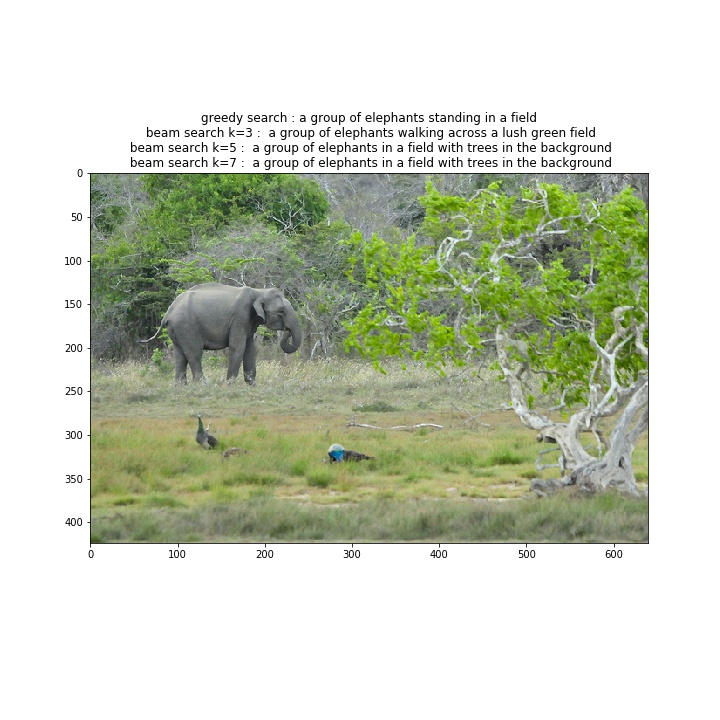 greedy search : a group of elephants standing in a field
beam search k=3 :  a group of elephants walking across a lush green field
beam search k=5 :  a group of elephants in a field with trees in the background
beam search k=7 :  a group of elephants in a field with trees in the background
0
50
100
150
200
250
300
350
400
0 100 200 300 400 500 600